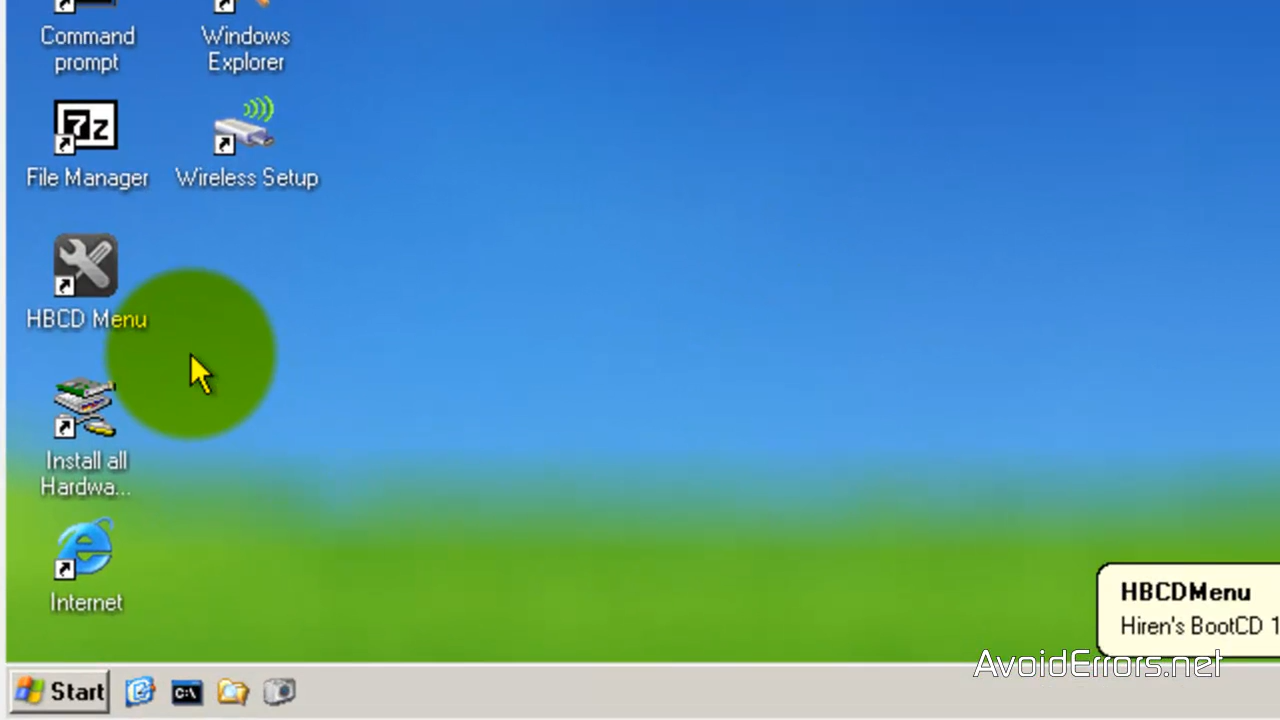 Command
prompt
Windows
Explorer
7z
File Manager
Wireless Setup
HBCD Menu
Install all
Hardwa...
Internet
HBCDMenu
Hiren's BootCD 1
AvoidErrors.net
Start
C:\